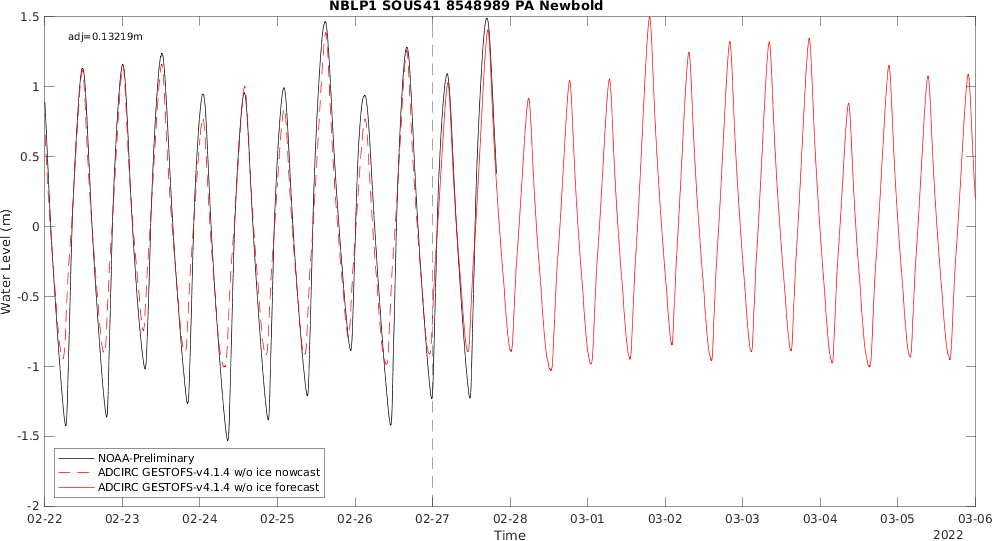 NBLP1 SOUS41 8548989 PA Newbold
adj=0.13219m
1.5
1
0.5
0
-0.5
-1
-1.5
-2
Water Level (m)
NOAA-Preliminary
ADCIRC GESTOFS-v4.1.4 w/o ice nowcast
ADCIRC GESTOFS-v4.1.4 w/o ice forecast
02-22 02-23 02-24 02-25 02-26 02-27 02-28 03-01 03-02 03-03 03-04 03-05 03-06
Time
2022